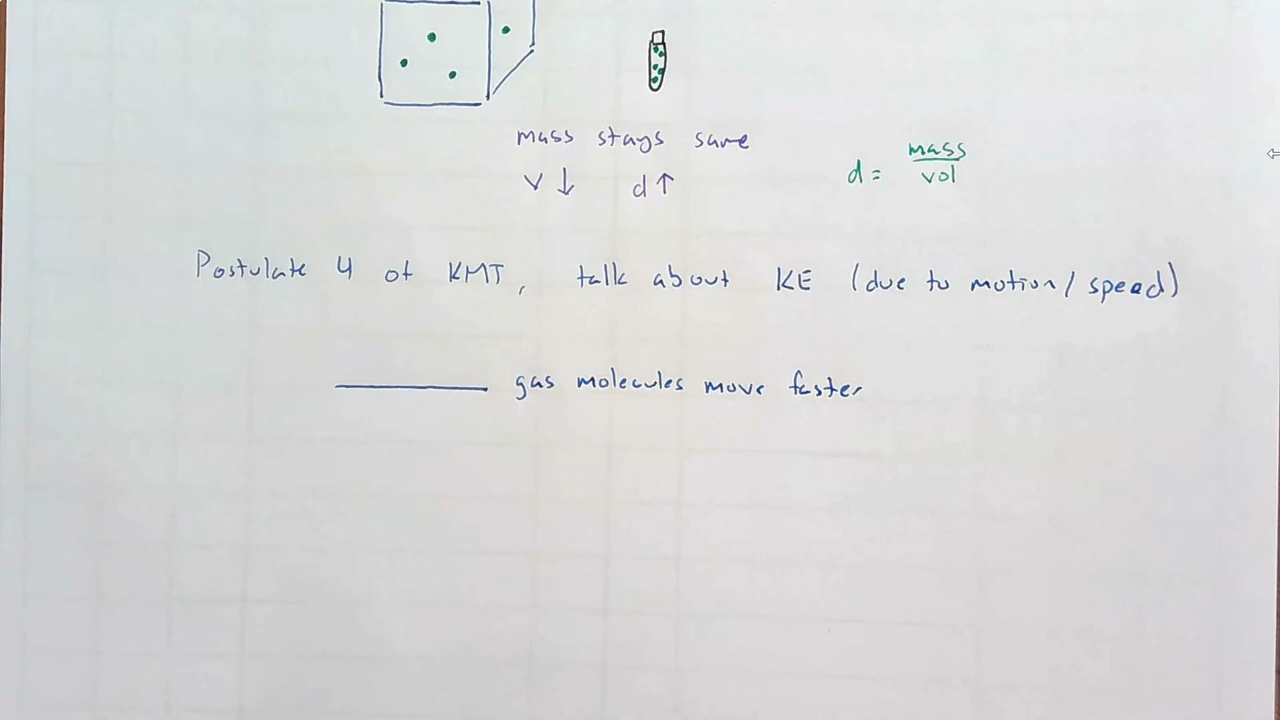 mass stays same
V ↓ d ↑
d = mass / vol
Postulate 4 of KMT, talk about KE (due to motion / speed)
________ gas molecules move faster